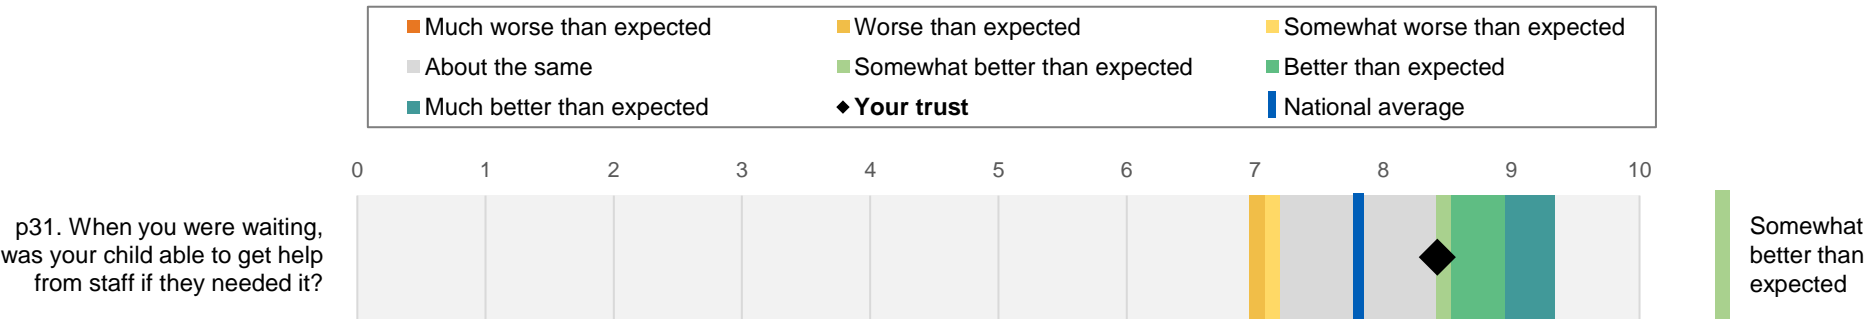 Much worse than expected
Worse than expected
Somewhat worse than expected
About the same
Somewhat better than expected
Better than expected
Much better than expected
Your trust
National average
0 1 2 3 4 5 6 7 8 9 10
p31. When you were waiting,
was your child able to get help
from staff if they needed it?
Somewhat
better than
expected